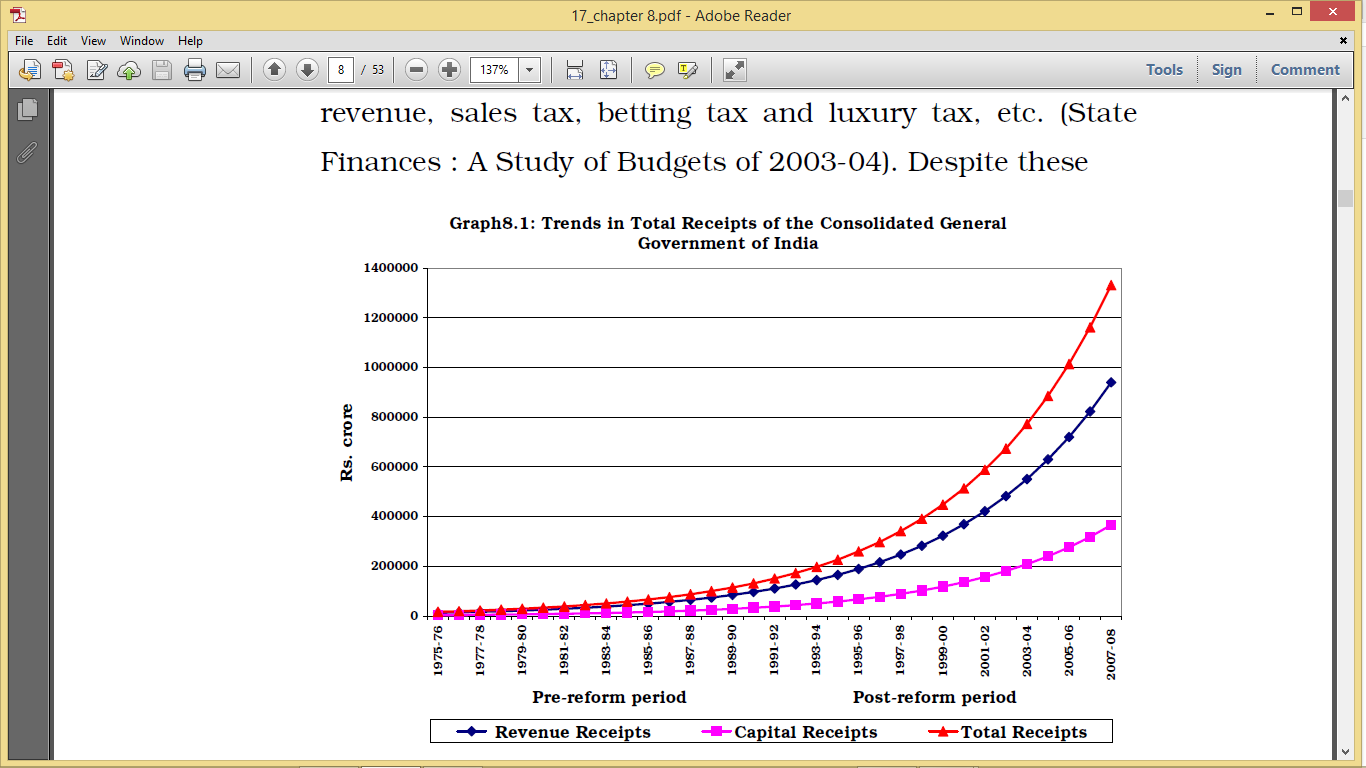 17_chapter 8.pdf - Adobe Reader
File Edit View Window Help
8 / 53 137% Tools Sign Comment
revenue, sales tax, betting tax and luxury tax, etc. (State
Finances : A Study of Budgets of 2003-04). Despite these
Graph8.1: Trends in Total Receipts of the Consolidated General
Government of India
Rs. crore
1400000
1200000
1000000
800000
600000
400000
200000
0
1975-76
1977-78
1979-80
1981-82
1983-84
1985-86
1987-88
1989-90
1991-92
1993-94
1995-96
1997-98
1999-00
2001-02
2003-04
2005-06
2007-08
Pre-reform period Post-reform period
Revenue Receipts Capital Receipts Total Receipts